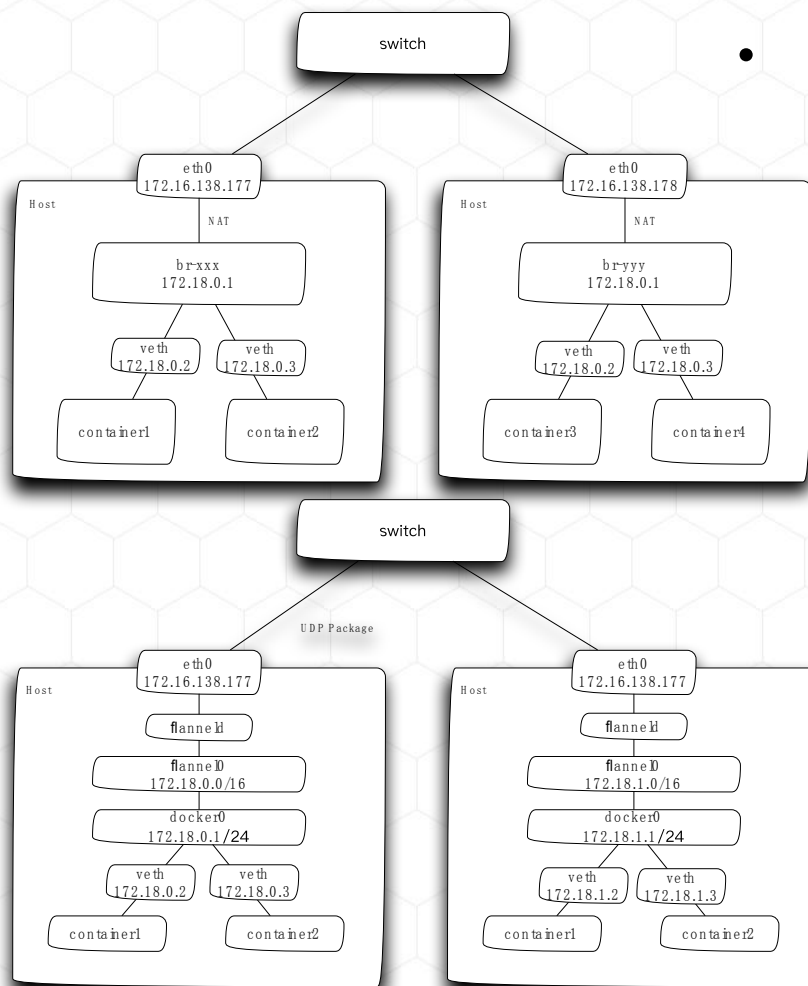 switch
eth0
172.16.138.177
Host
NAT
br-xxx
172.18.0.1
veth
172.18.0.2
veth
172.18.0.3
container1
container2
eth0
172.16.138.178
Host
NAT
br-yyy
172.18.0.1
veth
172.18.0.2
veth
172.18.0.3
container3
container4
switch
UDP Package
eth0
172.16.138.177
Host
flanneld
flannel0
172.18.0.0/16
docker0
172.18.0.1/24
veth
172.18.0.2
veth
172.18.0.3
container1
container2
eth0
172.16.138.177
Host
flanneld
flannel0
172.18.1.0/16
docker0
172.18.1.1/24
veth
172.18.1.2
veth
172.18.1.3
container1
container2